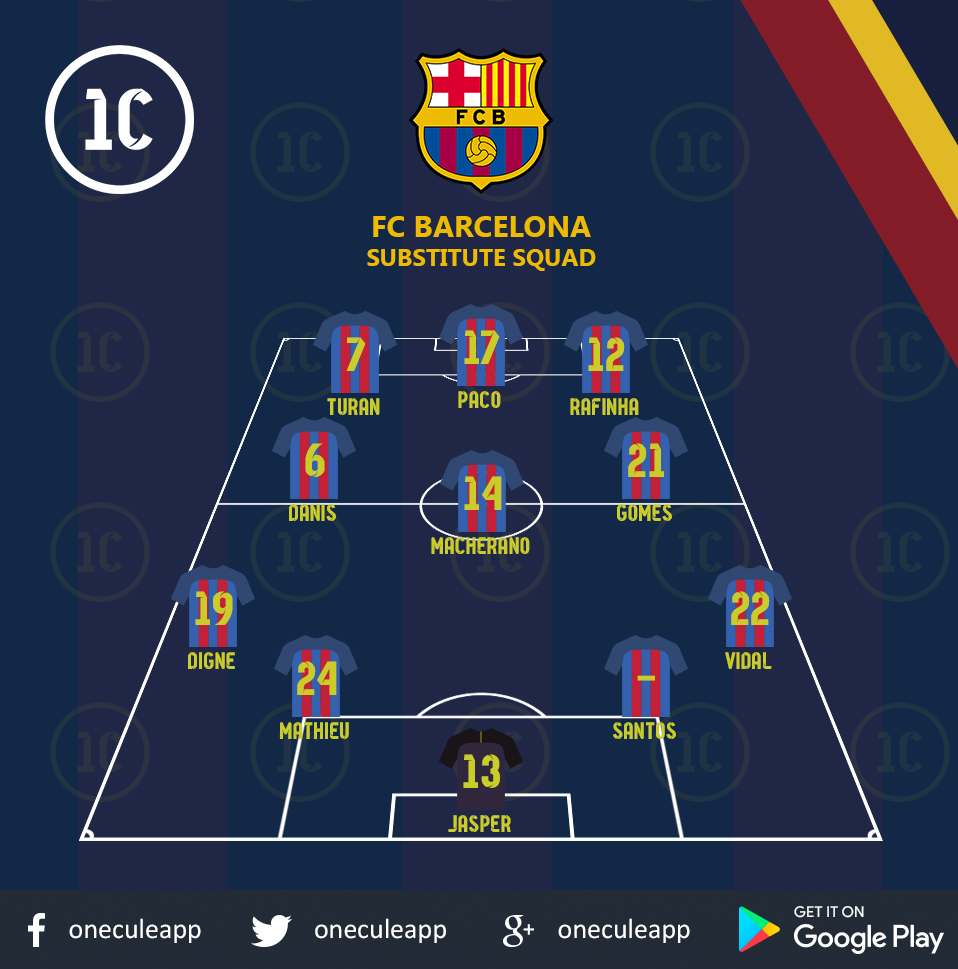 1C
FCB
FC BARCELONA
SUBSTITUTE SQUAD
7
17
12
TURAN
PACO
RAFINHA
6
14
21
DANIS
MACHERANO
GOMES
19
22
DIGNE
VIDAL
24
-
MATHIEU
SANTOS
13
JASPER
oneculeapp
oneculeapp
oneculeapp
GET IT ON
Google Play